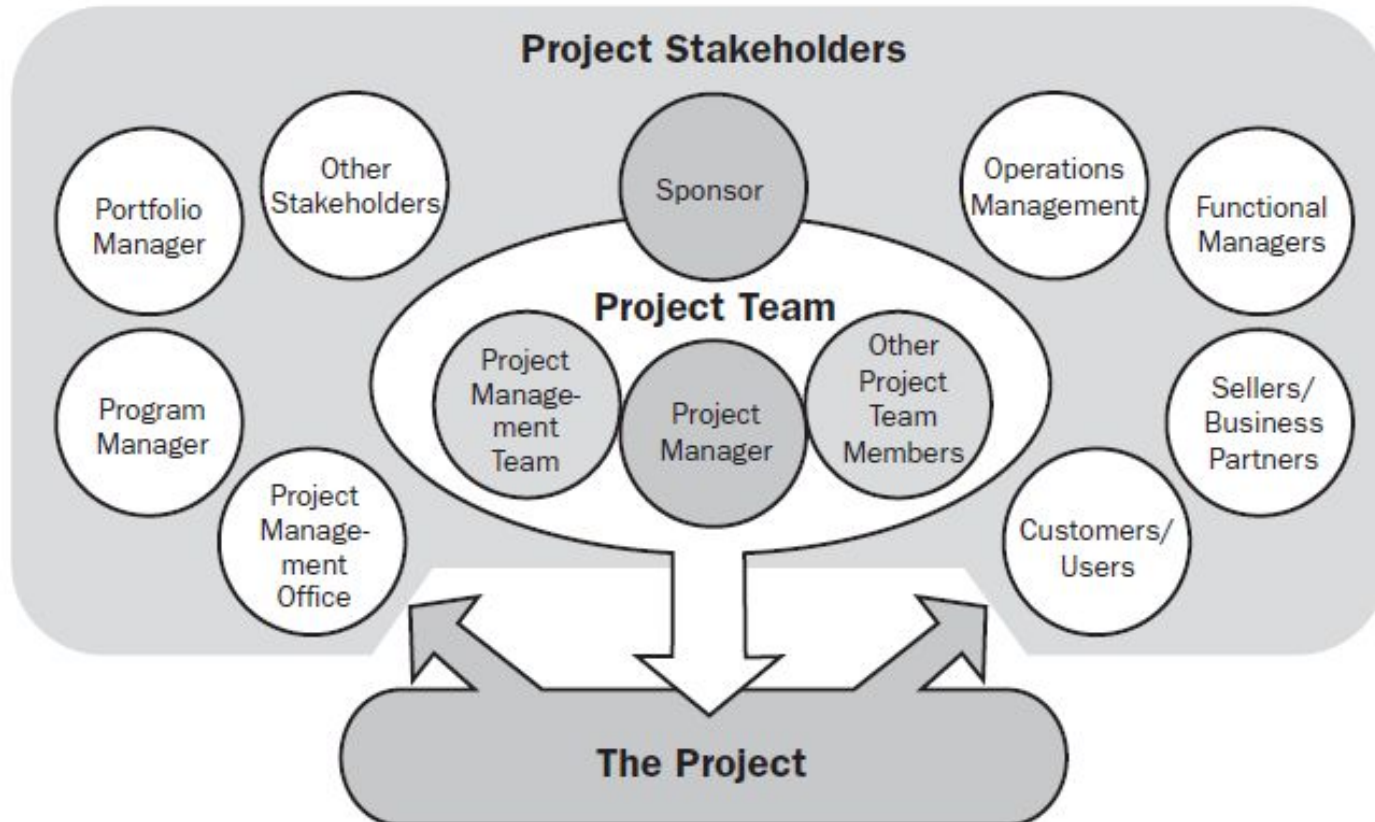 Project Stakeholders
Portfolio
Manager
Other
Stakeholders
Sponsor
Operations
Management
Functional
Managers
Project Team
Project
Manage-
ment
Team
Project
Manager
Other
Project
Team
Members
Program
Manager
Project
Manage-
ment
Office
Sellers/
Business
Partners
Customers/
Users
The Project